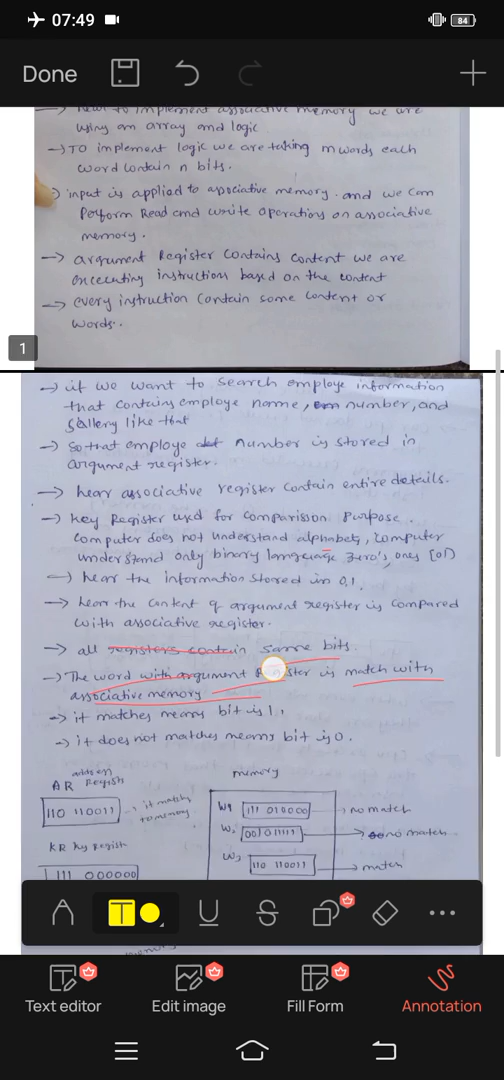 07:49
84
Done
using an array and logic
→ TO implement logic we are taking m words each
word contain n bits.
→ input is applied to associative memory. and we can
Perform Read and write operations on associative
memory.
→ argument Register contains content we are
excecuting instructions based on the content
→ every instruction contain some content or
words..
1
→ if we want to search employe information
that contains employe name, number, and
sallery like that
→ so that employe number is stored in
argument register.
→ hear associative register contain entire details.
→ key Register used for comparission purpose.
computer does not understand alphabets, computer
understand only binary language zero's, ones [01]
→ hear the information stored in 0,1.
→ hear the content of argument register is compared
with associative register.
→ all registers contain same bits.
→ The word with argument register is match with
associative memory
→ it matches means bit is 1,
→ it does not matches means bit is 0.
address
AR Register
memory
110 110011 → it match
to memory
W1 111 010000 → no match
W2 001 01111 → no match
KR key Register
W3 110 110011 → match
111 000000
T
U
S
Text editor
Edit image
Fill Form
Annotation